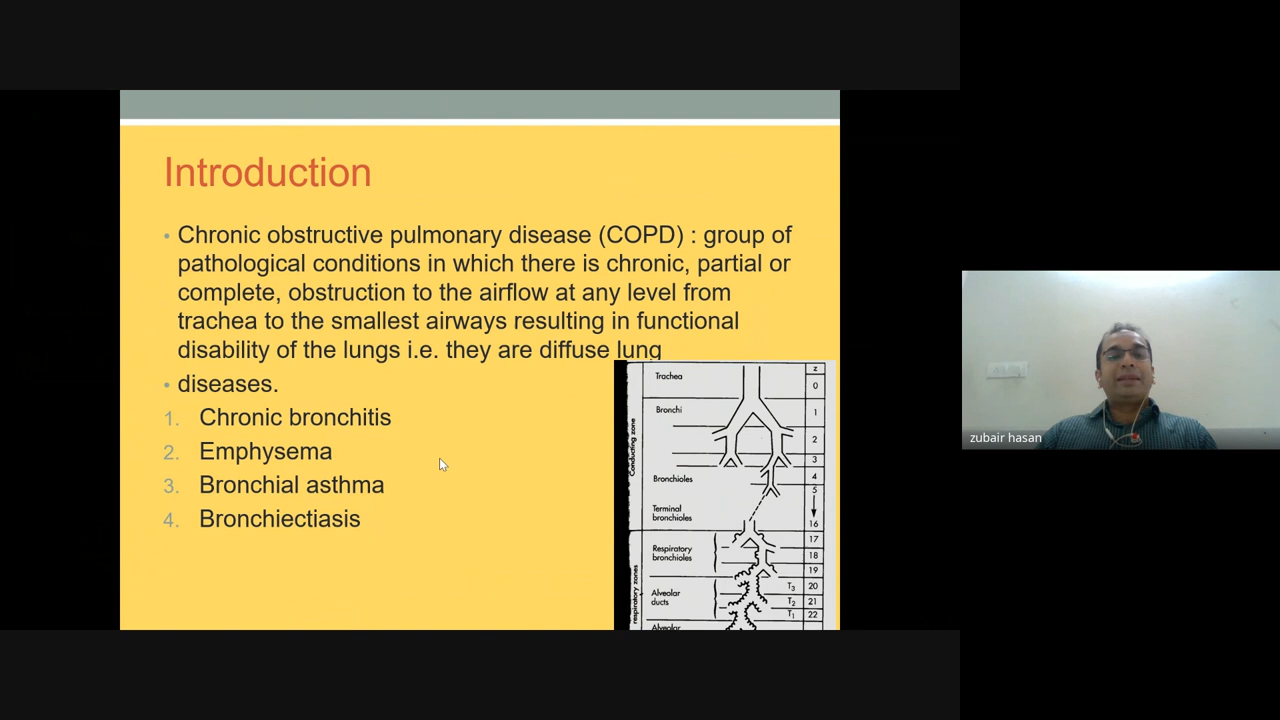 Introduction
• Chronic obstructive pulmonary disease (COPD) : group of
pathological conditions in which there is chronic, partial or
complete, obstruction to the airflow at any level from
trachea to the smallest airways resulting in functional
disability of the lungs i.e. they are diffuse lung
• diseases.
1. Chronic bronchitis
2. Emphysema
3. Bronchial asthma
4. Bronchiectasis
Conducting zone
respiratory zones
z
Trachea
0
Bronchi
1
2
3
Bronchioles
4
5
Terminal
bronchioles
16
Respiratory
bronchioles
17
18
19
Alveolar
ducts
T3 20
T2 21
T1 22
Alveolar
zubair hasan